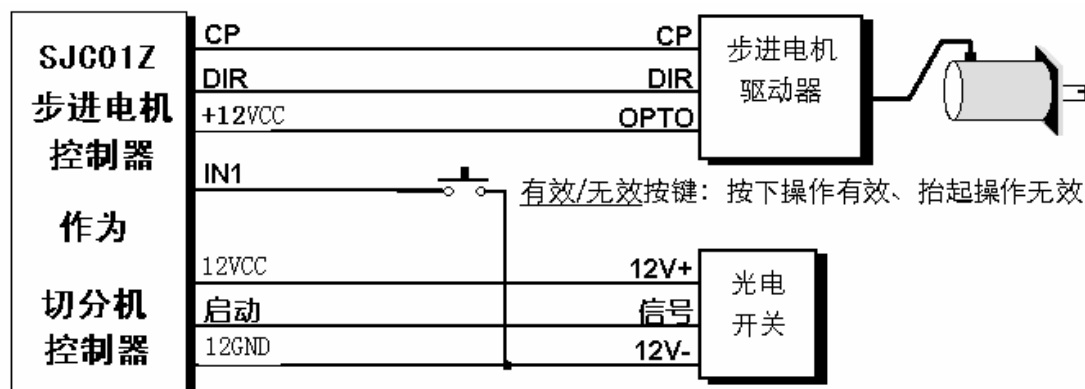 SJC01Z
步进电机
控制器
作为
切分机
控制器
CP
DIR
+12VCC
IN1
12VCC
启动
12GND
CP
DIR
OPTO
步进电机
驱动器
有效/无效按键：按下操作有效、抬起操作无效
12V+
信号
12V-
光电
开关